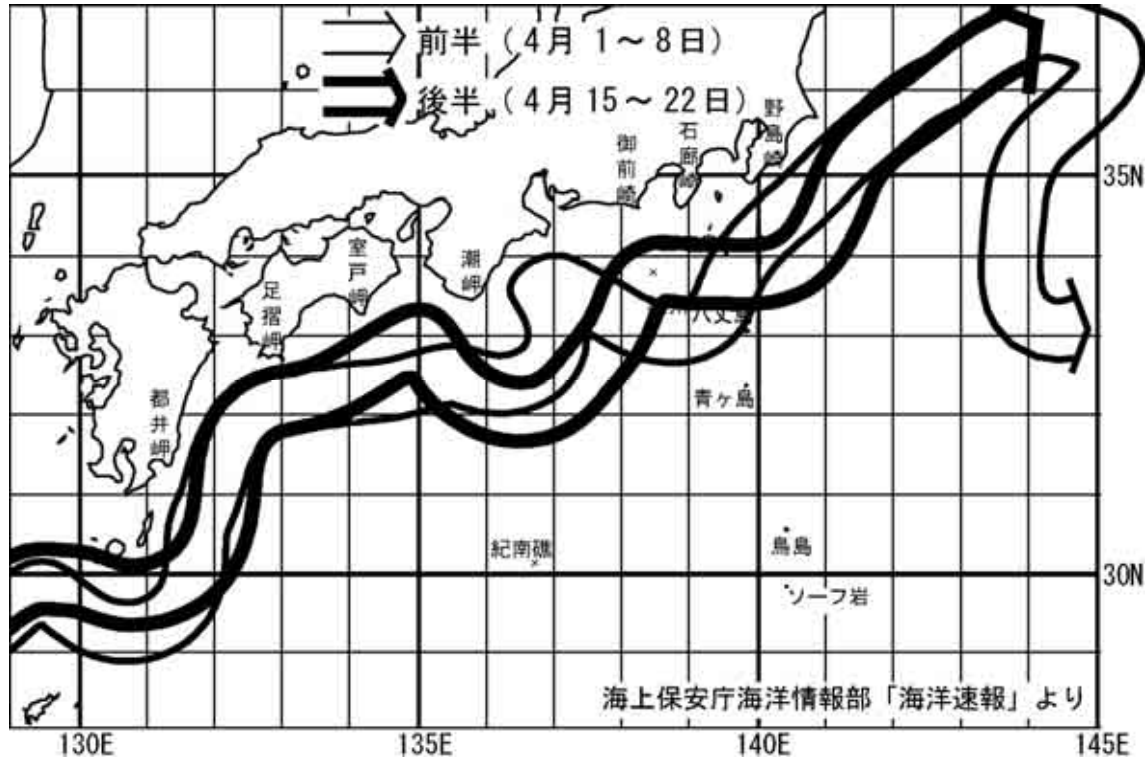 前半（4月 1～8日）
後半（4月 15～22日）
野島崎
石廊崎
御前崎
35N
潮岬
室戸岬
足摺岬
八丈島
青ヶ島
都井岬
紀南礁
鳥島
30N
ソーフ岩
海上保安庁海洋情報部「海洋速報」より
130E
135E
140E
145E